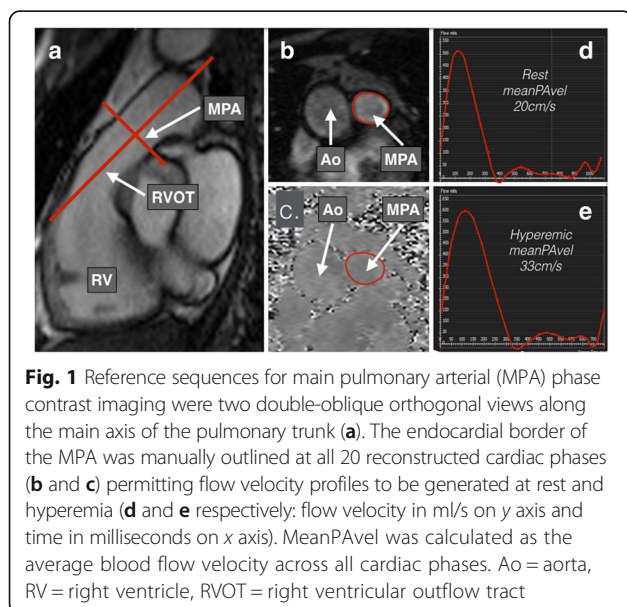 a
MPA
RVOT
RV
b
Ao
MPA
C.
Ao
MPA
Flow ml/s
d
Rest
meanPAvel
20cm/s
e
Hyperemic
meanPAvel
33cm/s
Fig. 1 Reference sequences for main pulmonary arterial (MPA) phase
contrast imaging were two double-oblique orthogonal views along
the main axis of the pulmonary trunk (a). The endocardial border of
the MPA was manually outlined at all 20 reconstructed cardiac phases
(b and c) permitting flow velocity profiles to be generated at rest and
hyperemia (d and e respectively: flow velocity in ml/s on y axis and
time in milliseconds on x axis). MeanPAvel was calculated as the
average blood flow velocity across all cardiac phases. Ao = aorta,
RV = right ventricle, RVOT = right ventricular outflow tract